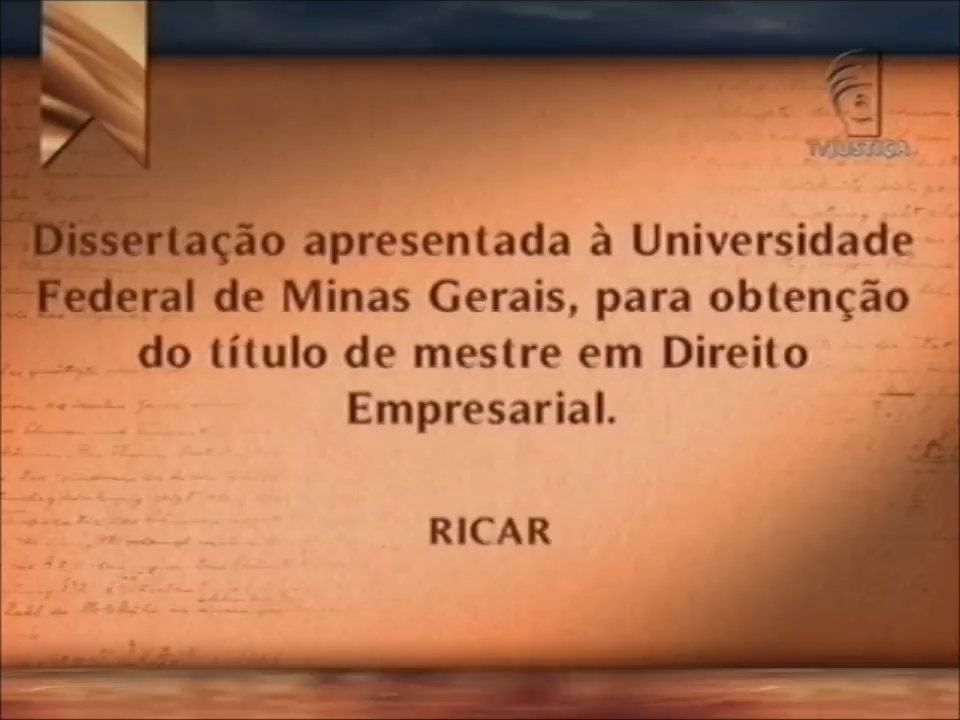 TV JUSTIÇA
Dissertação apresentada à Universidade
Federal de Minas Gerais, para obtenção
do título de mestre em Direito
Empresarial.
RICAR